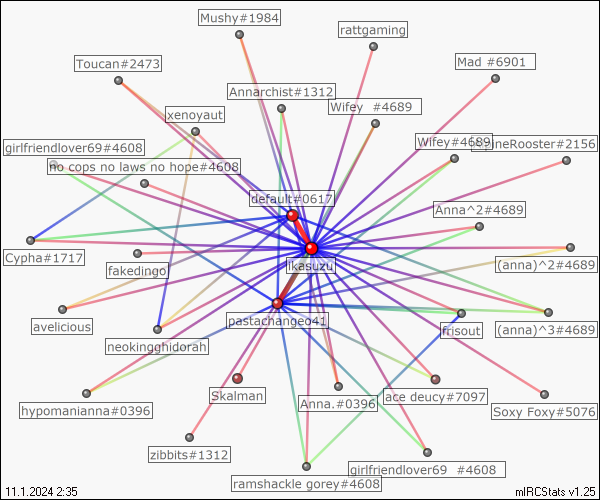 Mushy#1984
rattgaming
Toucan#2473
Mad #6901
Annarchist#1312
Wifey #4689
xenoyaut
girlfriendlover69#4608
Wifey#4689
ineRooster#2156
no cops no laws no hope#4608
default#0617
Anna^2#4689
Cypha#1717
fakedingo
ikasuzu
(anna)^2#4689
avelicious
pastachangeo41
frisout
(anna)^3#4689
neokingghidorah
Skalman
ace deucy#7097
hypomanianna#0396
Anna.#0396
Soxy Foxy#5076
zibbits#1312
girlfriendlover69 #4608
ramshackle gorey#4608
11.1.2024 2:35
mIRCStats v1.25